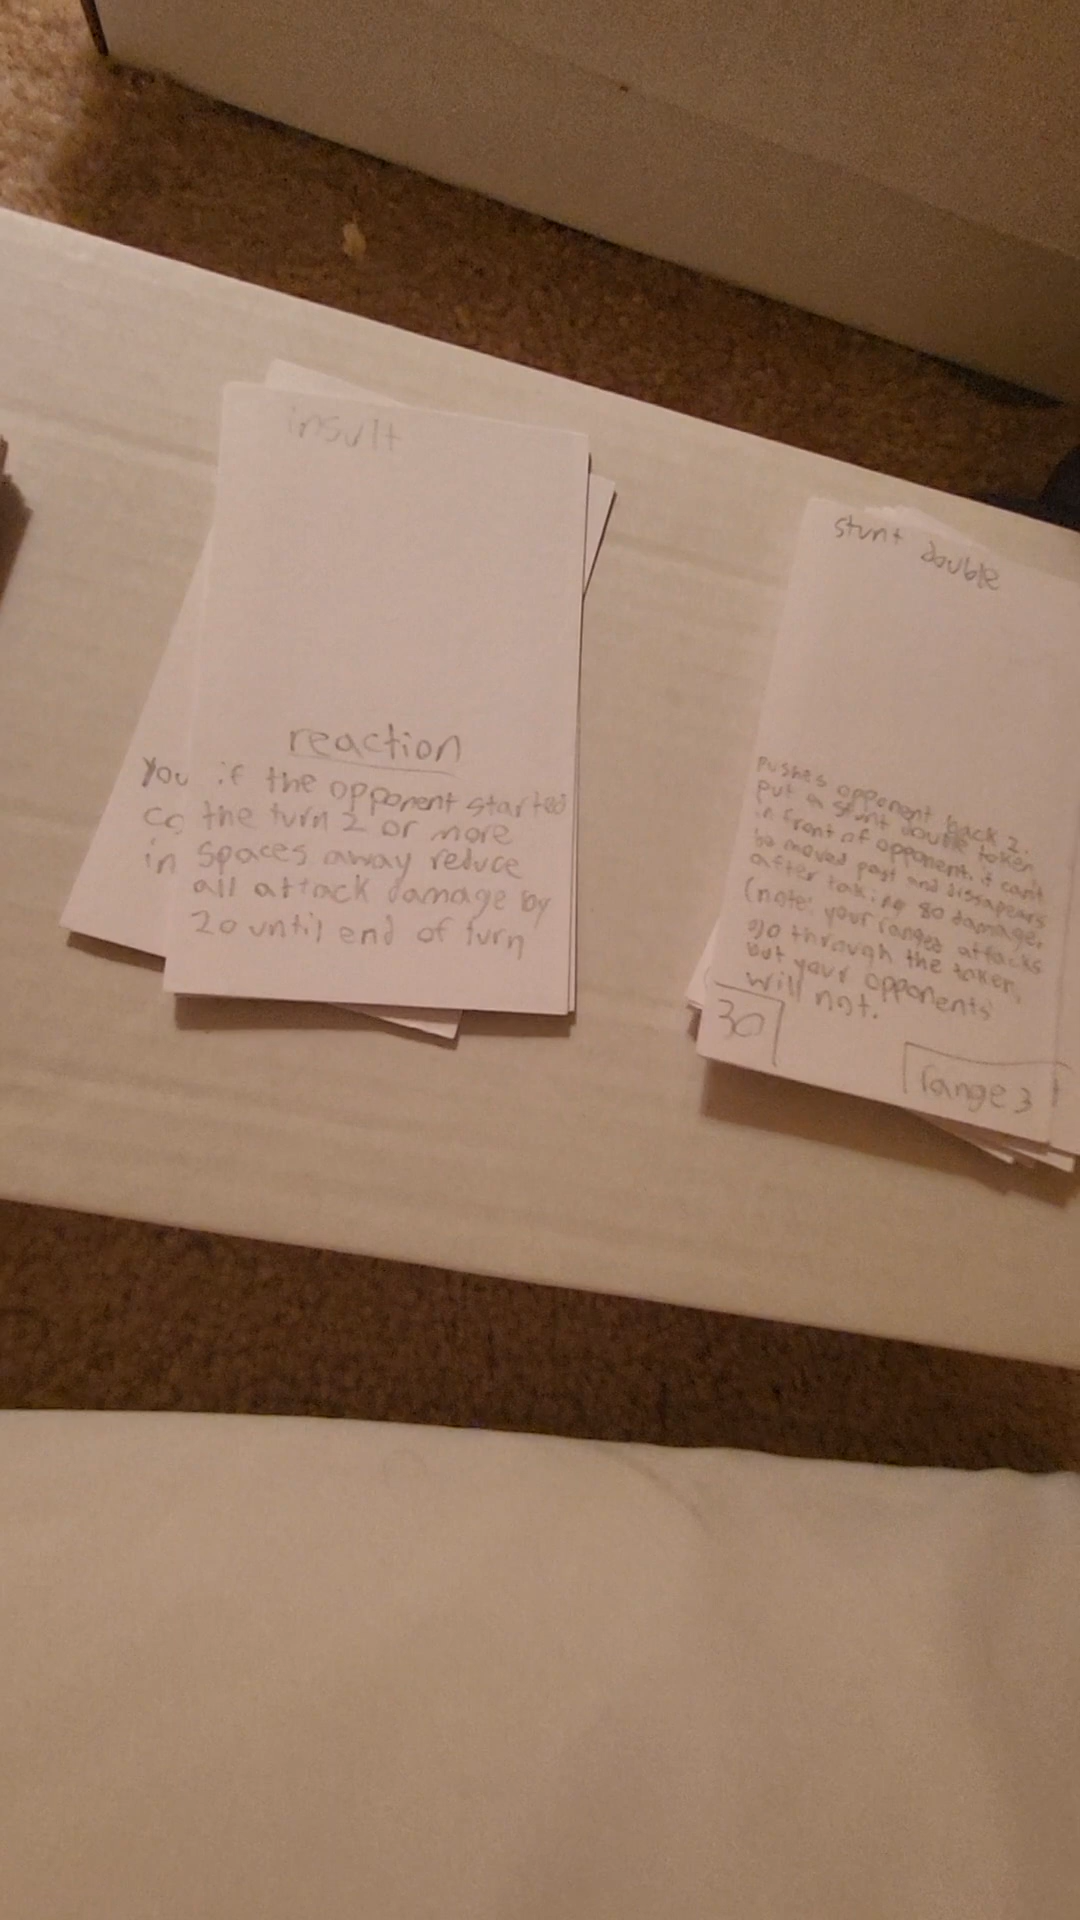 insult
reaction
if the opponent started
the turn 2 or more
spaces away reduce
all attack damage by
20 until end of turn
You
in
stunt double
pushes opponent back 2.
put a stunt double token
in front of opponent. it can't
be moved past and dissapears
after taking 80 damage.
(note: your ranged attacks
go through the token,
but your opponents
will not.
30
range 3